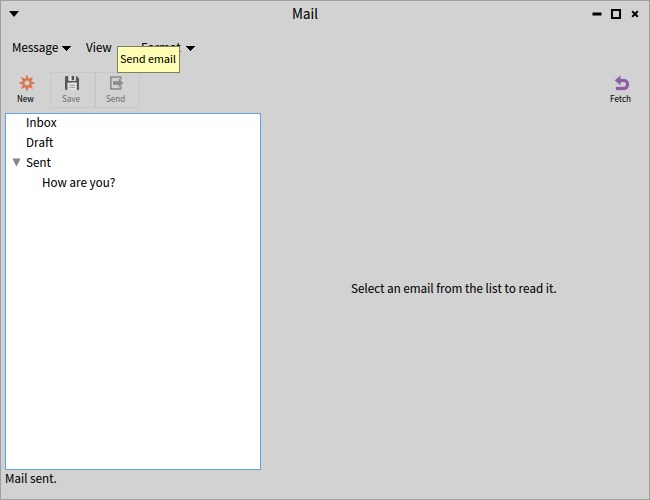 Mail
Message View Format
Send email
New Save Send Fetch
Inbox
Draft
Sent
How are you?
Select an email from the list to read it.
Mail sent.